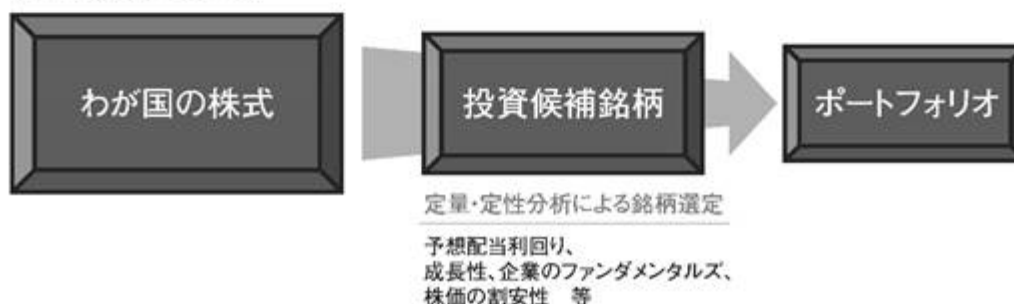 わが国の株式
投資候補銘柄
ポートフォリオ
定量・定性分析による銘柄選定
予想配当利回り、
成長性、企業のファンダメンタルズ、
株価の割安性　等